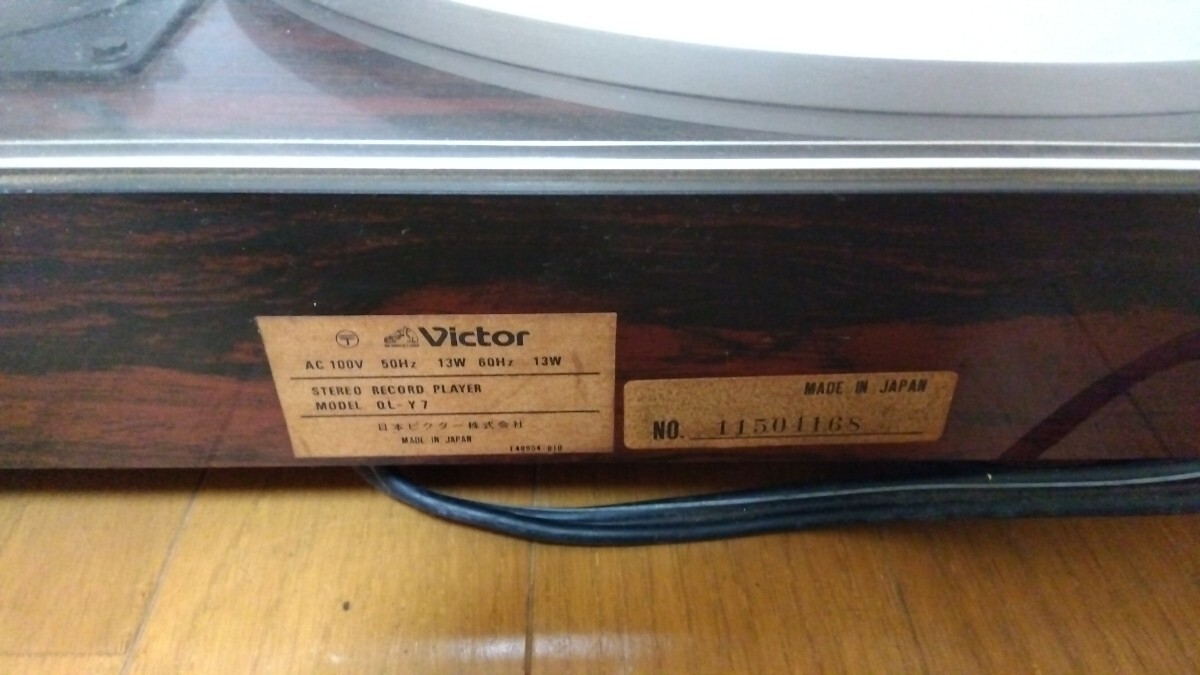 Victor
AC 100V 50Hz 13W 60Hz 13W
STEREO RECORD PLAYER
MODEL QL-Y7
日本ビクター株式会社
MADE IN JAPAN
MADE IN JAPAN
NO. 11504168